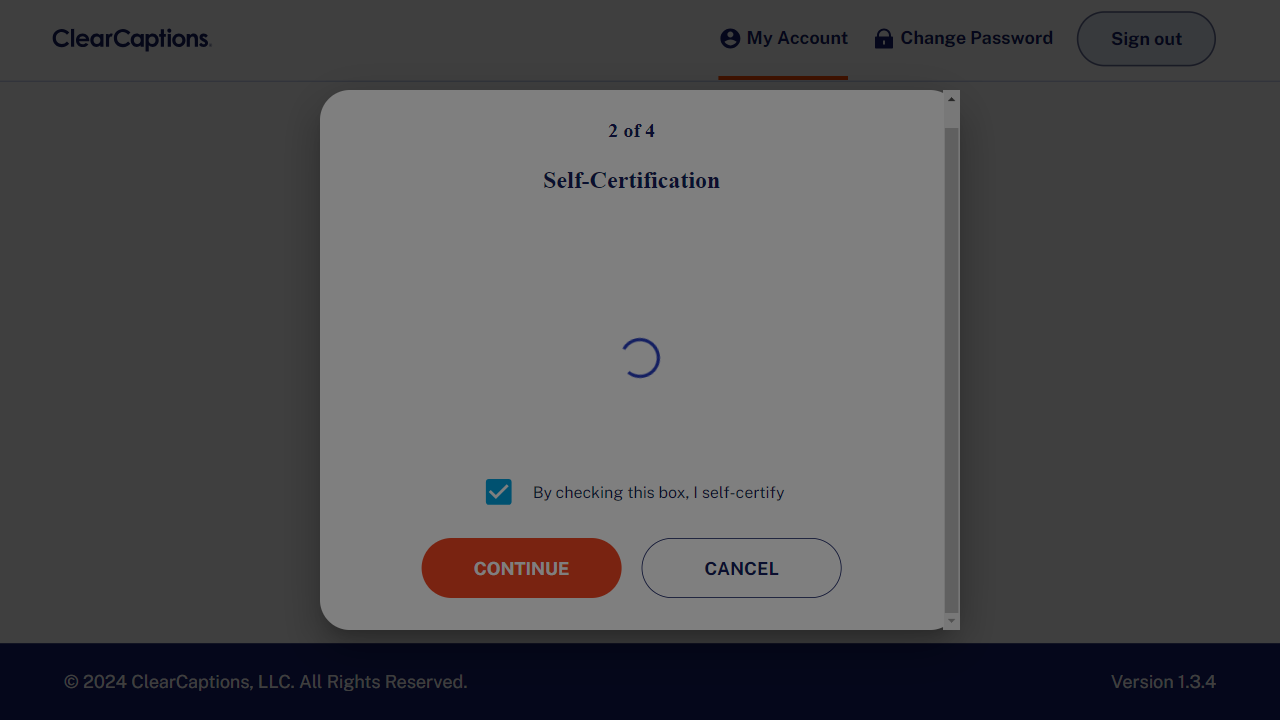 ClearCaptions
My Account
Change Password
Sign out
2 of 4
Self-Certification
By checking this box, I self-certify
CONTINUE
CANCEL
© 2024 ClearCaptions, LLC. All Rights Reserved.
Version 1.3.4